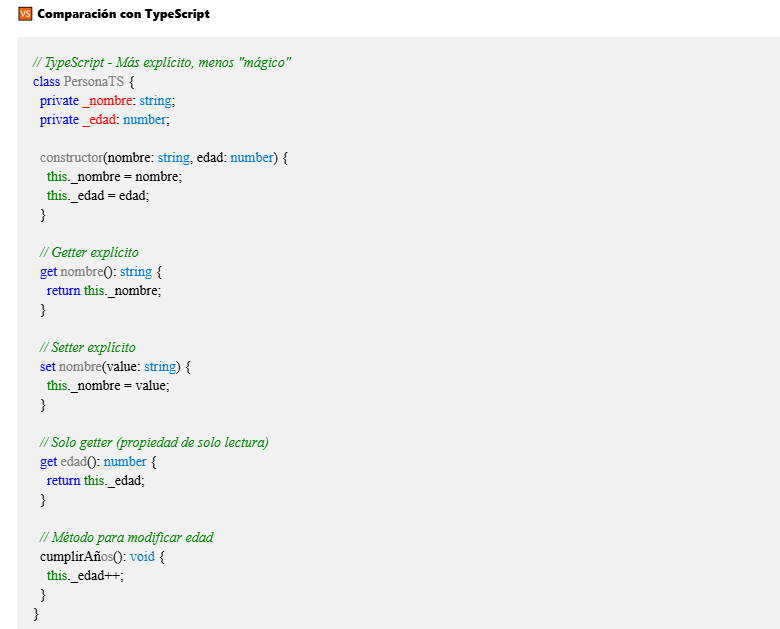 VS Comparación con TypeScript
// TypeScript - Más explícito, menos "mágico"
class PersonaTS {
  private _nombre: string;
  private _edad: number;

  constructor(nombre: string, edad: number) {
    this._nombre = nombre;
    this._edad = edad;
  }

  // Getter explícito
  get nombre(): string {
    return this._nombre;
  }

  // Setter explícito
  set nombre(value: string) {
    this._nombre = value;
  }

  // Solo getter (propiedad de solo lectura)
  get edad(): number {
    return this._edad;
  }

  // Método para modificar edad
  cumplirAños(): void {
    this._edad++;
  }
}